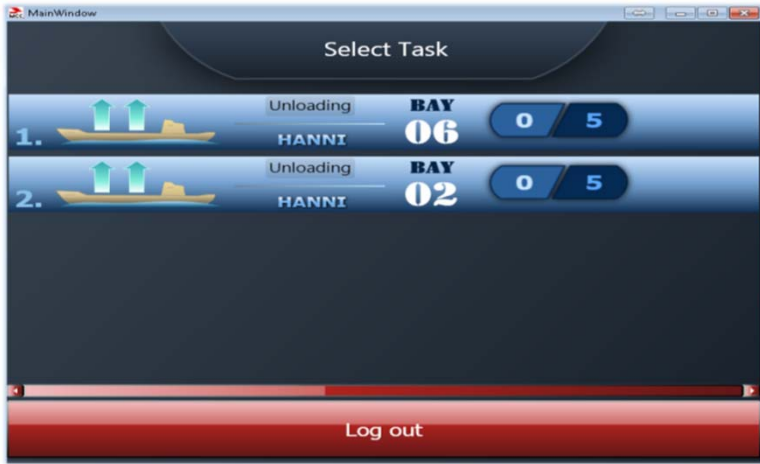 MainWindow
Select Task
1.
Unloading
HANNI
BAY
06
0 / 5
2.
Unloading
HANNI
BAY
02
0 / 5
Log out